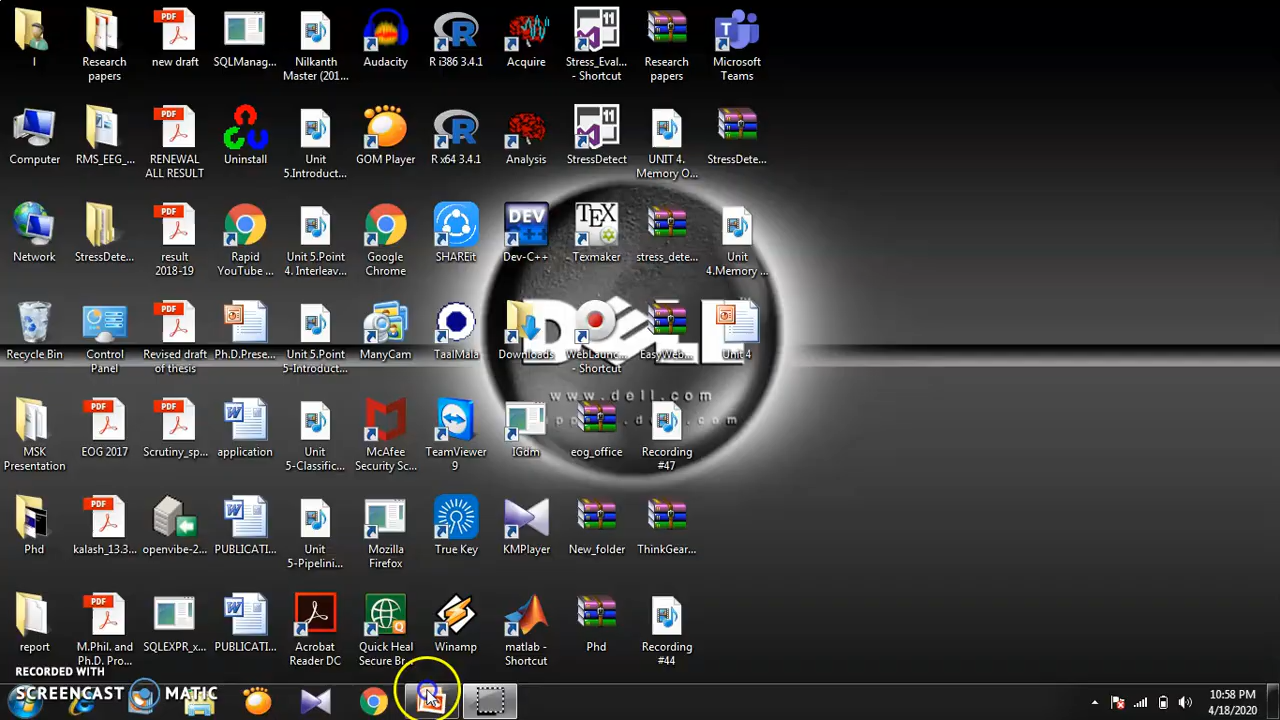 I
Research
papers
new draft
SQLManag...
Nilkanth
Master (201...
Audacity
R i386 3.4.1
Acquire
Stress_Eval...
- Shortcut
Research
papers
Microsoft
Teams
Computer
RMS_EEG_...
RENEWAL
ALL RESULT
Uninstall
Unit
5.Introduct...
GOM Player
R x64 3.4.1
Analysis
StressDetect
UNIT 4.
Memory O...
StressDete...
Network
StressDete...
result
2018-19
Rapid
YouTube ...
Unit 5.Point
4. Interleav...
Google
Chrome
SHAREit
Dev-C++
Texmaker
stress_dete...
Unit
4.Memory ...
Recycle Bin
Control
Panel
Revised draft
of thesis
Ph.D.Prese...
Unit 5.Point
5-Introduct...
ManyCam
TaalMala
Downloads
WebLaunc...
- Shortcut
EasyWeb...
Unit 4
DELL
www.dell.com
MSK
Presentation
EOG 2017
Scrutiny_sp...
application
Unit
5-Classific...
McAfee
Security Sc...
TeamViewer
9
IGdm
eog_office
Recording
#47
Phd
kalash_13.3...
openvibe-2...
PUBLICATI...
Unit
5-Pipelini...
Mozilla
Firefox
True Key
KMPlayer
New_folder
ThinkGear...
report
M.Phil. and
Ph.D. Pro...
SQLEXPR_x...
PUBLICATI...
Acrobat
Reader DC
Quick Heal
Secure Br...
Winamp
matlab -
Shortcut
Phd
Recording
#44
RECORDED WITH
SCREENCAST MATIC
10:58 PM
4/18/2020